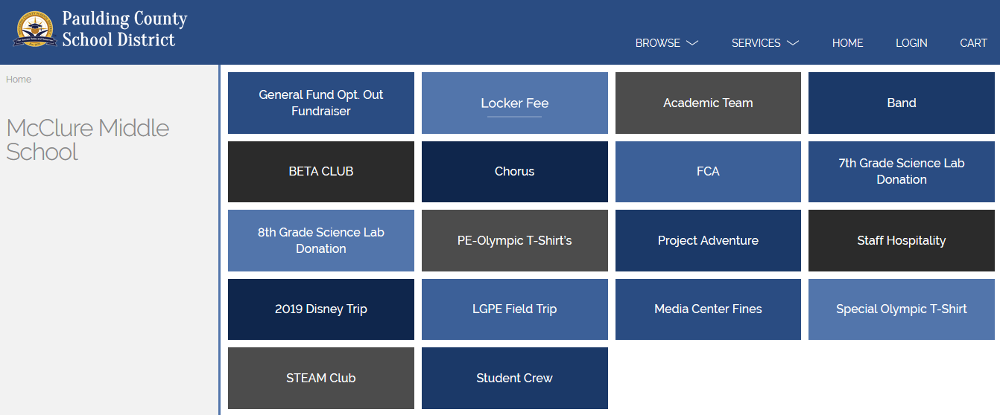 Paulding County
School District
BROWSE
SERVICES
HOME
LOGIN
CART
Home
McClure Middle
School
General Fund Opt. Out
Fundraiser
Locker Fee
Academic Team
Band
BETA CLUB
Chorus
FCA
7th Grade Science Lab
Donation
8th Grade Science Lab
Donation
PE-Olympic T-Shirt's
Project Adventure
Staff Hospitality
2019 Disney Trip
LGPE Field Trip
Media Center Fines
Special Olympic T-Shirt
STEAM Club
Student Crew